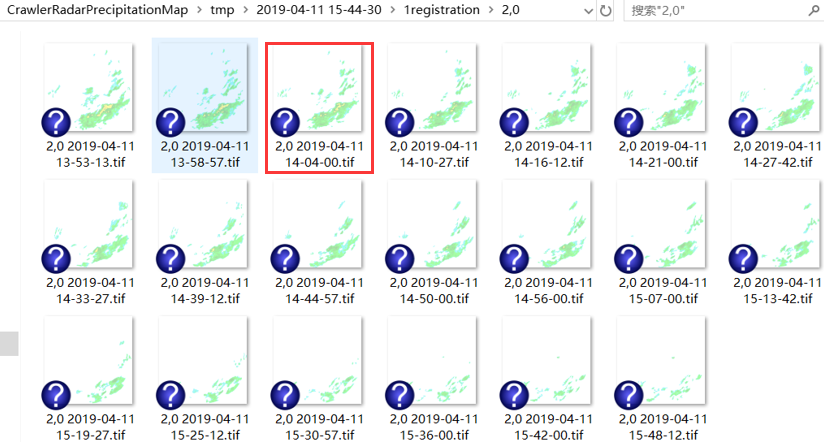 CrawlerRadarPrecipitationMap > tmp > 2019-04-11 15-44-30 > 1registration > 2,0
搜索"2,0"
2,0 2019-04-11
13-53-13.tif
2,0 2019-04-11
13-58-57.tif
2,0 2019-04-11
14-04-00.tif
2,0 2019-04-11
14-10-27.tif
2,0 2019-04-11
14-16-12.tif
2,0 2019-04-11
14-21-00.tif
2,0 2019-04-11
14-27-42.tif
2,0 2019-04-11
14-33-27.tif
2,0 2019-04-11
14-39-12.tif
2,0 2019-04-11
14-44-57.tif
2,0 2019-04-11
14-50-00.tif
2,0 2019-04-11
14-56-00.tif
2,0 2019-04-11
15-07-00.tif
2,0 2019-04-11
15-13-42.tif
2,0 2019-04-11
15-19-27.tif
2,0 2019-04-11
15-25-12.tif
2,0 2019-04-11
15-30-57.tif
2,0 2019-04-11
15-36-00.tif
2,0 2019-04-11
15-42-00.tif
2,0 2019-04-11
15-48-12.tif